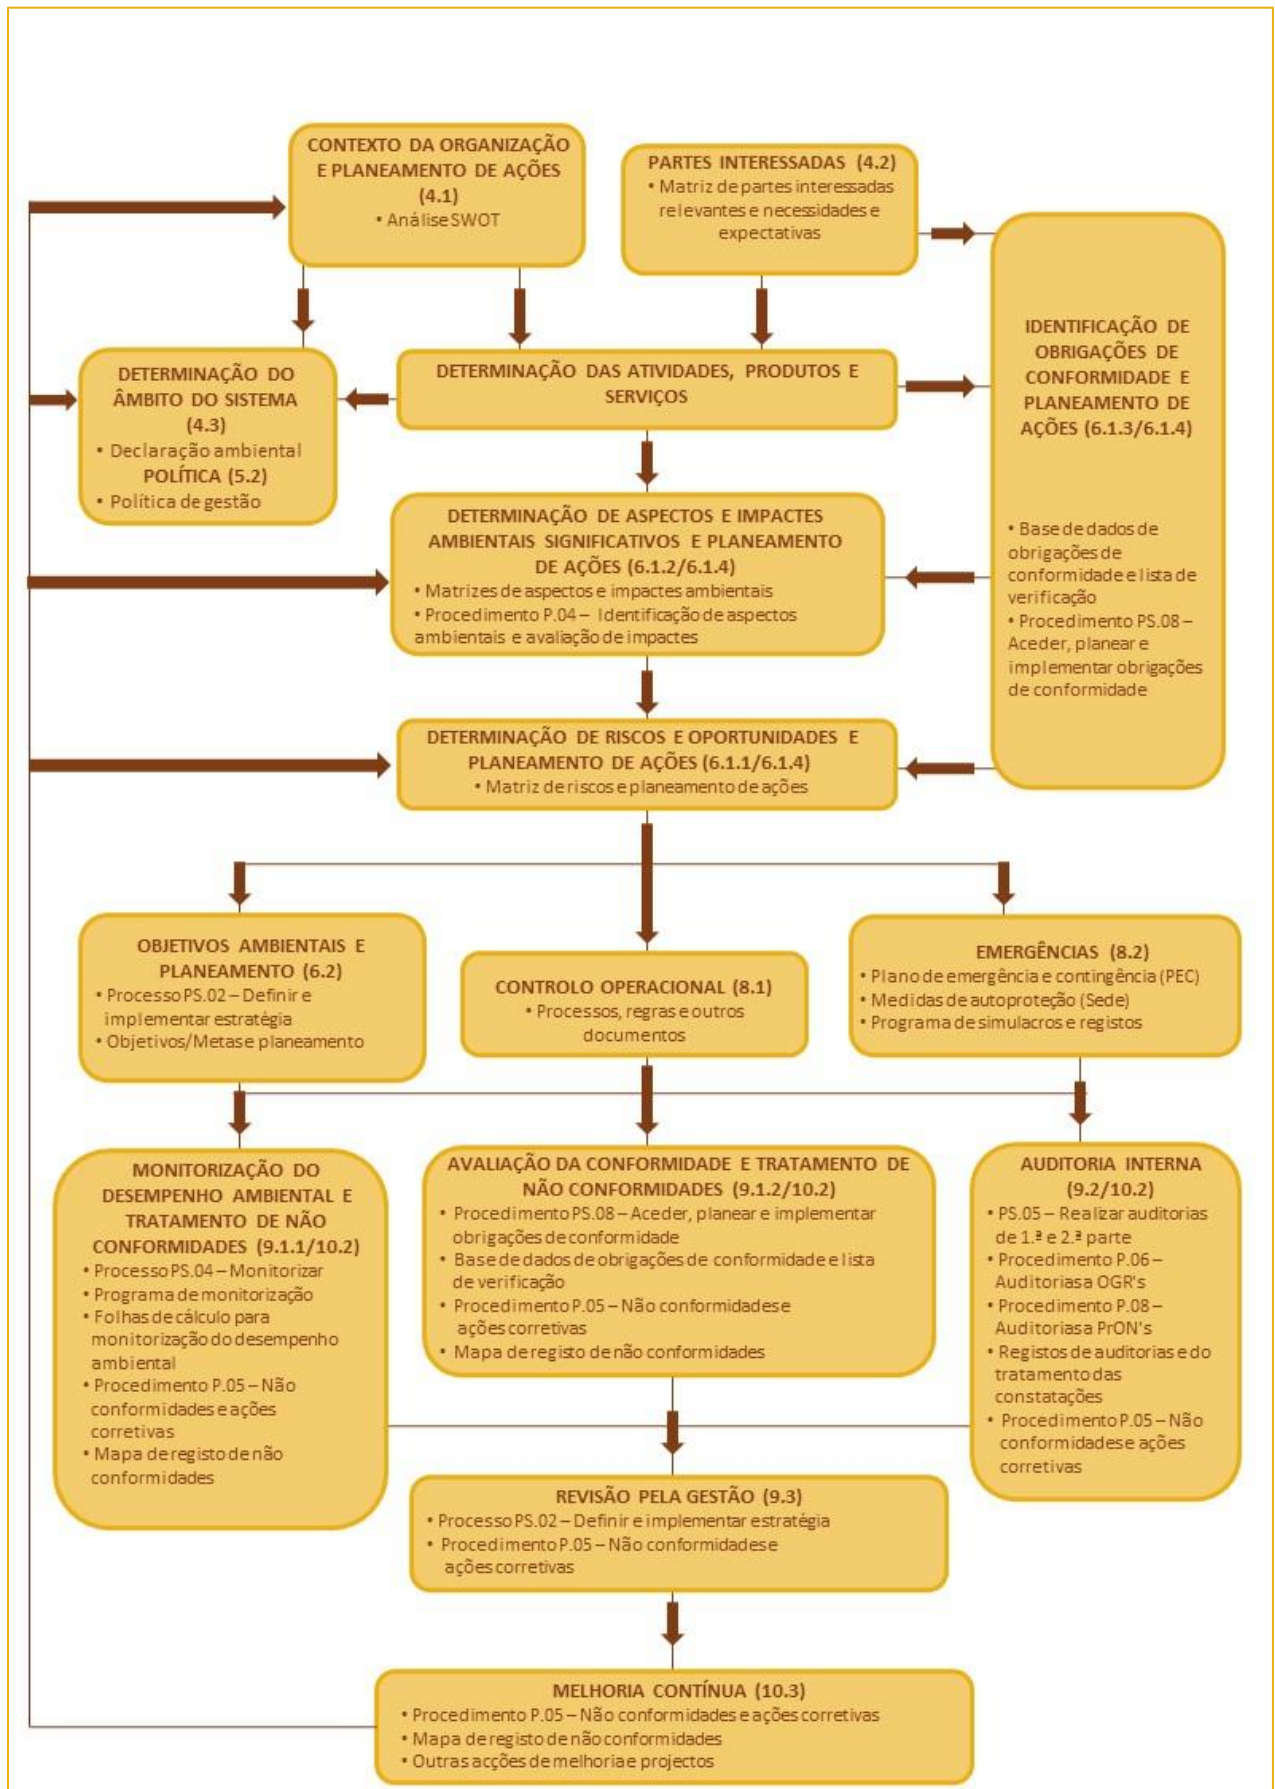 CONTEXTO DA ORGANIZAÇÃO
E PLANEAMENTO DE AÇÕES
(4.1)
• Análise SWOT
PARTES INTERESSADAS (4.2)
• Matriz de partes interessadas
relevantes e necessidades e
expectativas
IDENTIFICAÇÃO DE
OBRIGAÇÕES DE
CONFORMIDADE E
PLANEAMENTO DE
AÇÕES (6.1.3/6.1.4)
• Base de dados de
obrigações de
conformidade e lista de
verificação
• Procedimento PS.08 –
Aceder, planear e
implementar obrigações
de conformidade
DETERMINAÇÃO DO
ÂMBITO DO SISTEMA
(4.3)
• Declaração ambiental
POLÍTICA (5.2)
• Política de gestão
DETERMINAÇÃO DAS ATIVIDADES, PRODUTOS E
SERVIÇOS
DETERMINAÇÃO DE ASPECTOS E IMPACTES
AMBIENTAIS SIGNIFICATIVOS E PLANEAMENTO
DE AÇÕES (6.1.2/6.1.4)
• Matrizes de aspectos e impactes ambientais
• Procedimento P.04 – Identificação de aspectos
ambientais e avaliação de impactes
DETERMINAÇÃO DE RISCOS E OPORTUNIDADES E
PLANEAMENTO DE AÇÕES (6.1.1/6.1.4)
• Matriz de riscos e planeamento de ações
OBJETIVOS AMBIENTAIS E
PLANEAMENTO (6.2)
• Processo PS.02 – Definir e
implementar estratégia
• Objetivos/Metas e planeamento
CONTROLO OPERACIONAL (8.1)
• Processos, regras e outros
documentos
EMERGÊNCIAS (8.2)
• Plano de emergência e contingência (PEC)
• Medidas de autoproteção (Sede)
• Programa de simulacros e registos
MONITORIZAÇÃO DO
DESEMPENHO AMBIENTAL E
TRATAMENTO DE NÃO
CONFORMIDADES (9.1.1/10.2)
• Processo PS.04 – Monitorizar
• Programa de monitorização
• Folhas de cálculo para
monitorização do desempenho
ambiental
• Procedimento P.05 – Não
conformidades e ações
corretivas
• Mapa de registo de não
conformidades
AVALIAÇÃO DA CONFORMIDADE E TRATAMENTO DE
NÃO CONFORMIDADES (9.1.2/10.2)
• Procedimento PS.08 – Aceder, planear e implementar
obrigações de conformidade
• Base de dados de obrigações de conformidade e lista
de verificação
• Procedimento P.05 – Não conformidades e
ações corretivas
• Mapa de registo de não conformidades
AUDITORIA INTERNA
(9.2/10.2)
• PS.05 – Realizar auditorias
de 1.ª e 2.ª parte
• Procedimento P.06 –
Auditorias a OGR's
• Procedimento P.08 –
Auditorias a PrON's
• Registos de auditorias e do
tratamento das
constatações
• Procedimento P.05 – Não
conformidades e ações
corretivas
REVISÃO PELA GESTÃO (9.3)
• Processo PS.02 – Definir e implementar estratégia
• Procedimento P.05 – Não conformidades e
ações corretivas
MELHORIA CONTÍNUA (10.3)
• Procedimento P.05 – Não conformidades e ações corretivas
• Mapa de registo de não conformidades
• Outras acções de melhoria e projectos